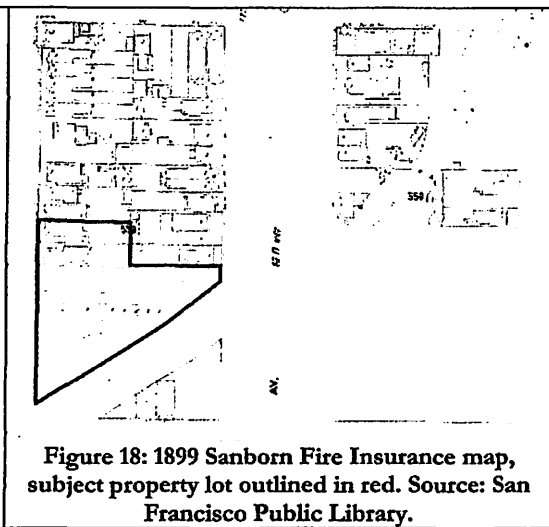 550
AV.
Figure 18: 1899 Sanborn Fire Insurance map,
subject property lot outlined in red. Source: San
Francisco Public Library.